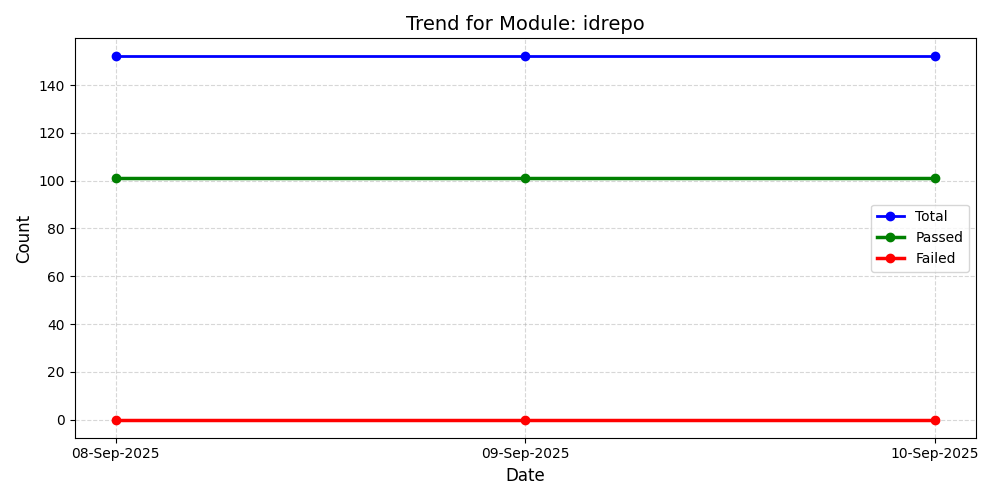 Trend for Module: idrepo
Count
140
120
100
80
60
40
20
0
Total
Passed
Failed
08-Sep-2025
09-Sep-2025
10-Sep-2025
Date